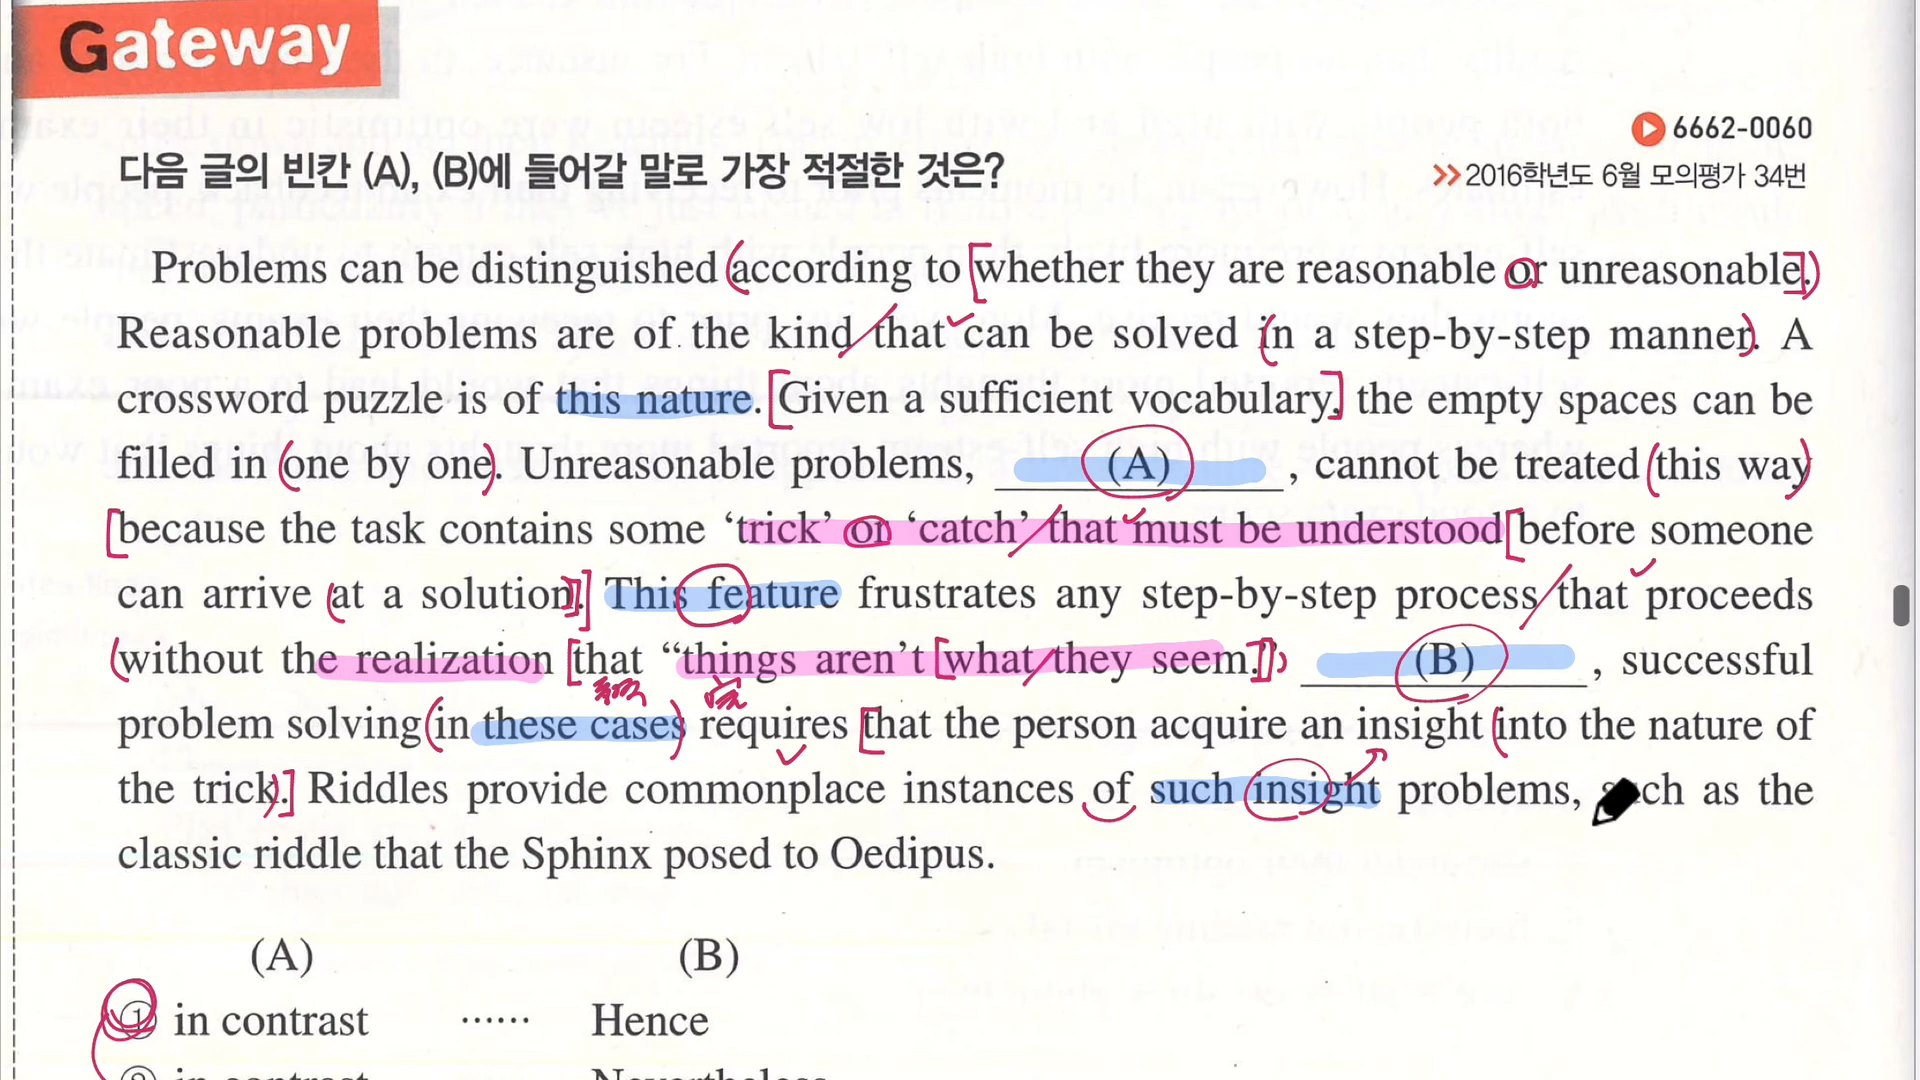 Gateway
6662-0060
다음 글의 빈칸 (A), (B)에 들어갈 말로 가장 적절한 것은?
2016학년도 6월 모의평가 34번
Problems can be distinguished according to whether they are reasonable or unreasonable.
Reasonable problems are of the kind that can be solved in a step-by-step manner. A
crossword puzzle is of this nature. Given a sufficient vocabulary, the empty spaces can be
filled in one by one. Unreasonable problems, (A) , cannot be treated this way
because the task contains some ‘trick’ or ‘catch’ that must be understood before someone
can arrive at a solution. This feature frustrates any step-by-step process that proceeds
without the realization that “things aren’t what they seem.” (B) , successful
problem solving in these cases requires that the person acquire an insight into the nature of
the trick. Riddles provide commonplace instances of such insight problems, such as the
classic riddle that the Sphinx posed to Oedipus.
(A) (B)
① in contrast ······ Hence
② in contrast Nevertheless